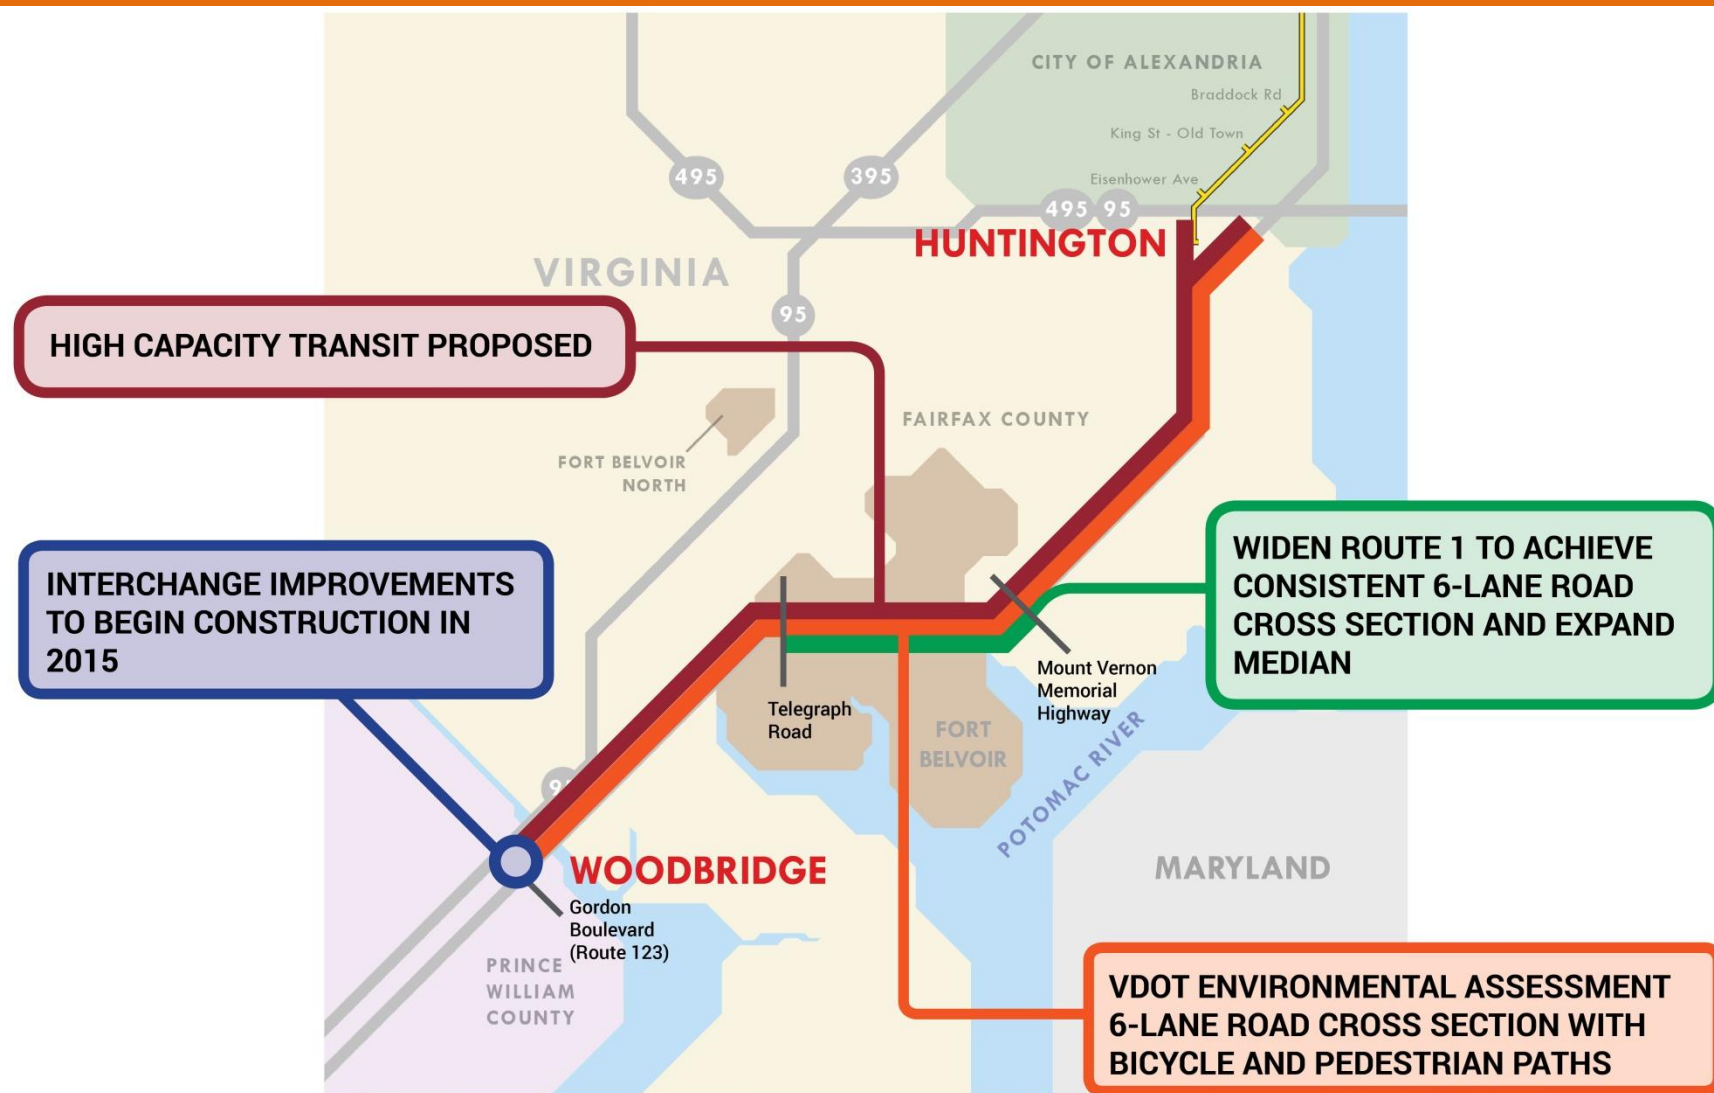 CITY OF ALEXANDRIA
Braddock Rd
King St - Old Town
Eisenhower Ave
495
395
495
95
HUNTINGTON
VIRGINIA
95
HIGH CAPACITY TRANSIT PROPOSED
FAIRFAX COUNTY
FORT BELVOIR
NORTH
WIDEN ROUTE 1 TO ACHIEVE
CONSISTENT 6-LANE ROAD
CROSS SECTION AND EXPAND
MEDIAN
INTERCHANGE IMPROVEMENTS
TO BEGIN CONSTRUCTION IN
2015
Mount Vernon
Memorial
Highway
Telegraph
Road
FORT
BELVOIR
POTOMAC RIVER
95
WOODBRIDGE
MARYLAND
Gordon
Boulevard
(Route 123)
PRINCE
WILLIAM
COUNTY
VDOT ENVIRONMENTAL ASSESSMENT
6-LANE ROAD CROSS SECTION WITH
BICYCLE AND PEDESTRIAN PATHS